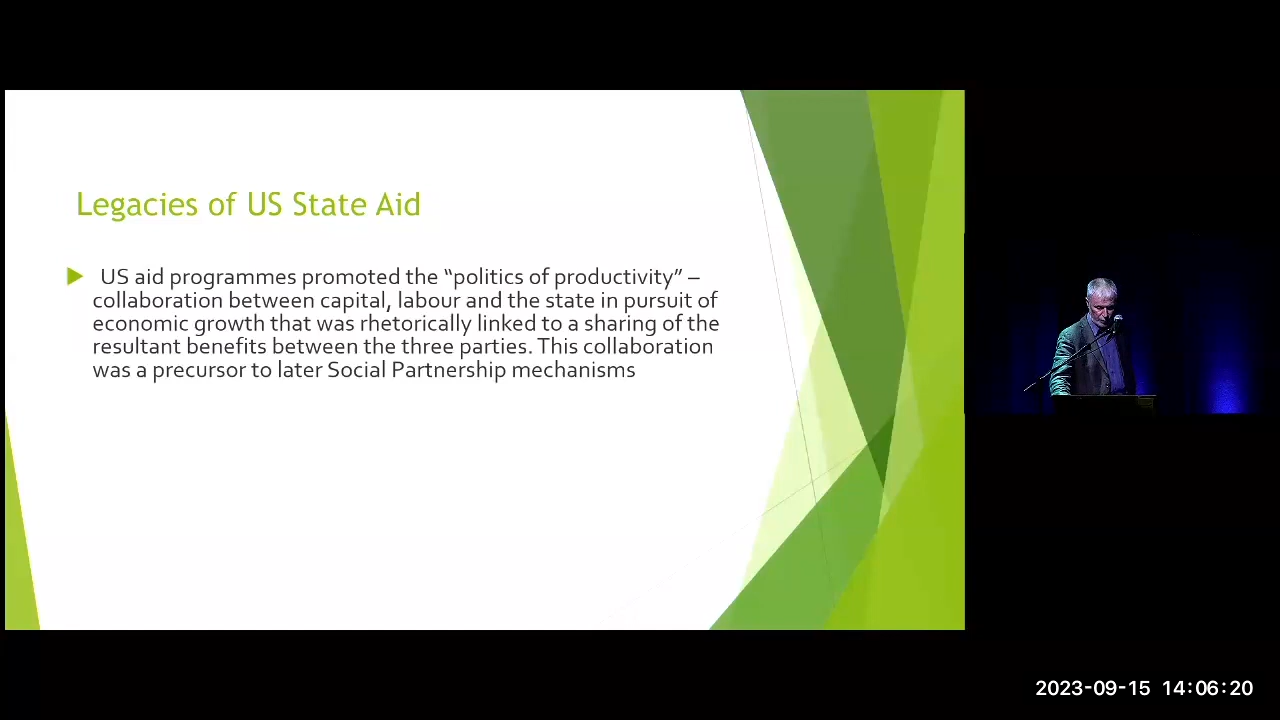 Legacies of US State Aid
US aid programmes promoted the “politics of productivity” –
collaboration between capital, labour and the state in pursuit of
economic growth that was rhetorically linked to a sharing of the
resultant benefits between the three parties. This collaboration
was a precursor to later Social Partnership mechanisms
2023-09-15 14:06:20